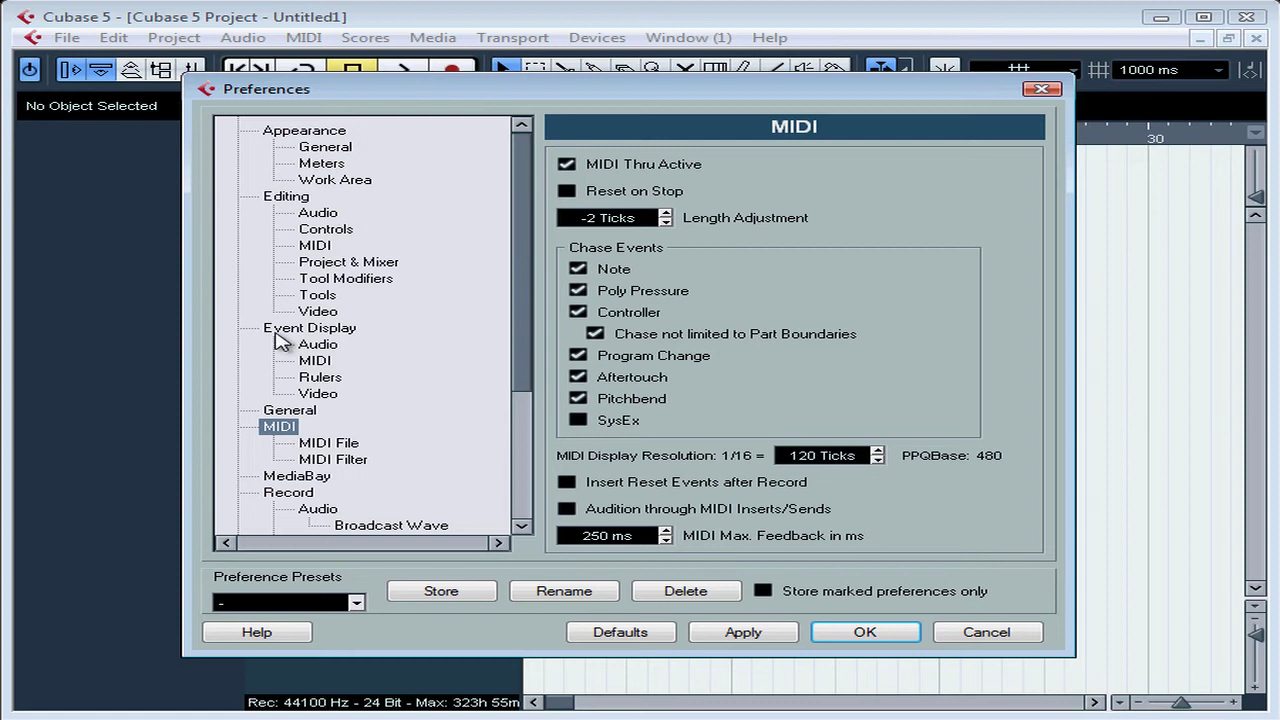 Cubase 5 - [Cubase 5 Project - Untitled1]
File Edit Project Audio MIDI Scores Media Transport Devices Window (1) Help
1000 ms
No Object Selected
30
Preferences
Appearance
General
Meters
Work Area
Editing
Audio
Controls
MIDI
Project & Mixer
Tool Modifiers
Tools
Video
Event Display
Audio
MIDI
Rulers
Video
General
MIDI
MIDI File
MIDI Filter
MediaBay
Record
Audio
Broadcast Wave
MIDI
MIDI Thru Active
Reset on Stop
-2 Ticks Length Adjustment
Chase Events
Note
Poly Pressure
Controller
Chase not limited to Part Boundaries
Program Change
Aftertouch
Pitchbend
SysEx
MIDI Display Resolution: 1/16 = 120 Ticks PPQBase: 480
Insert Reset Events after Record
Audition through MIDI Inserts/Sends
250 ms MIDI Max. Feedback in ms
Preference Presets
-
Store Rename Delete Store marked preferences only
Help Defaults Apply OK Cancel
Rec: 44100 Hz - 24 Bit - Max: 323h 55m